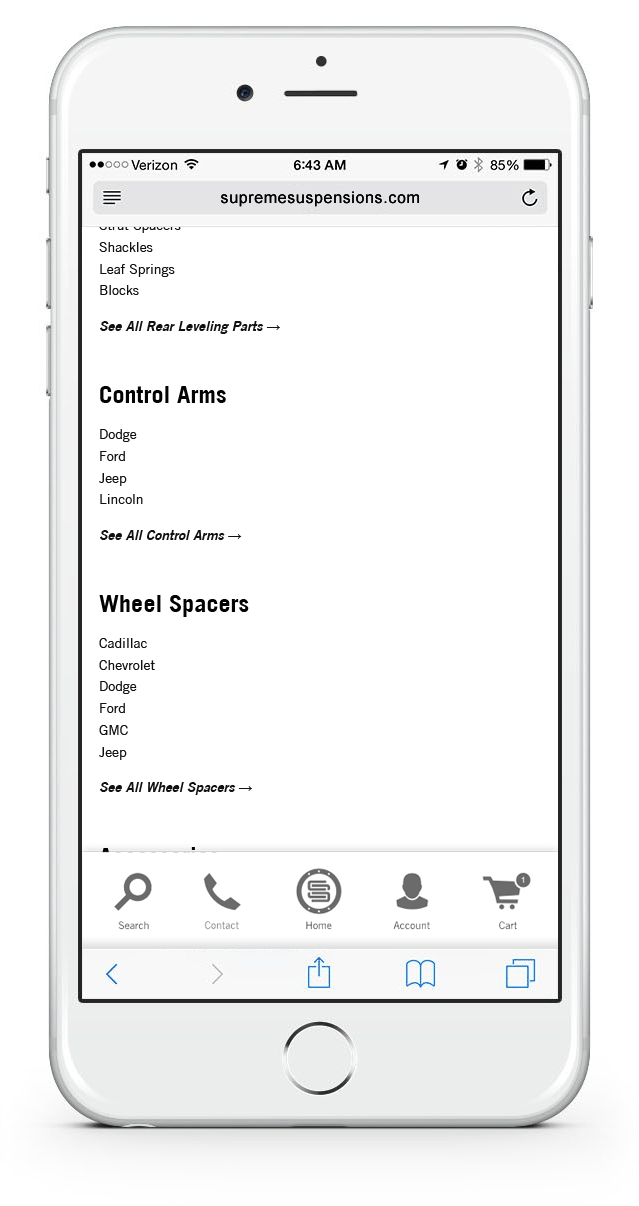 Verizon 6:43 AM 85%
supremesuspensions.com
Strut Spacers
Shackles
Leaf Springs
Blocks
See All Rear Leveling Parts →
Control Arms
Dodge
Ford
Jeep
Lincoln
See All Control Arms →
Wheel Spacers
Cadillac
Chevrolet
Dodge
Ford
GMC
Jeep
See All Wheel Spacers →
1
Search Contact Home Account Cart